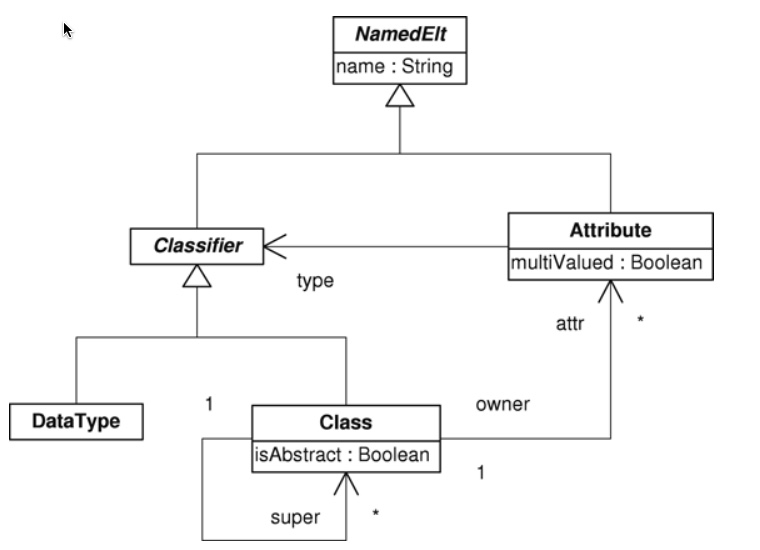 NamedElt
name : String
Classifier
Attribute
multiValued : Boolean
type
attr
*
DataType
1
Class
isAbstract : Boolean
owner
1
super
*